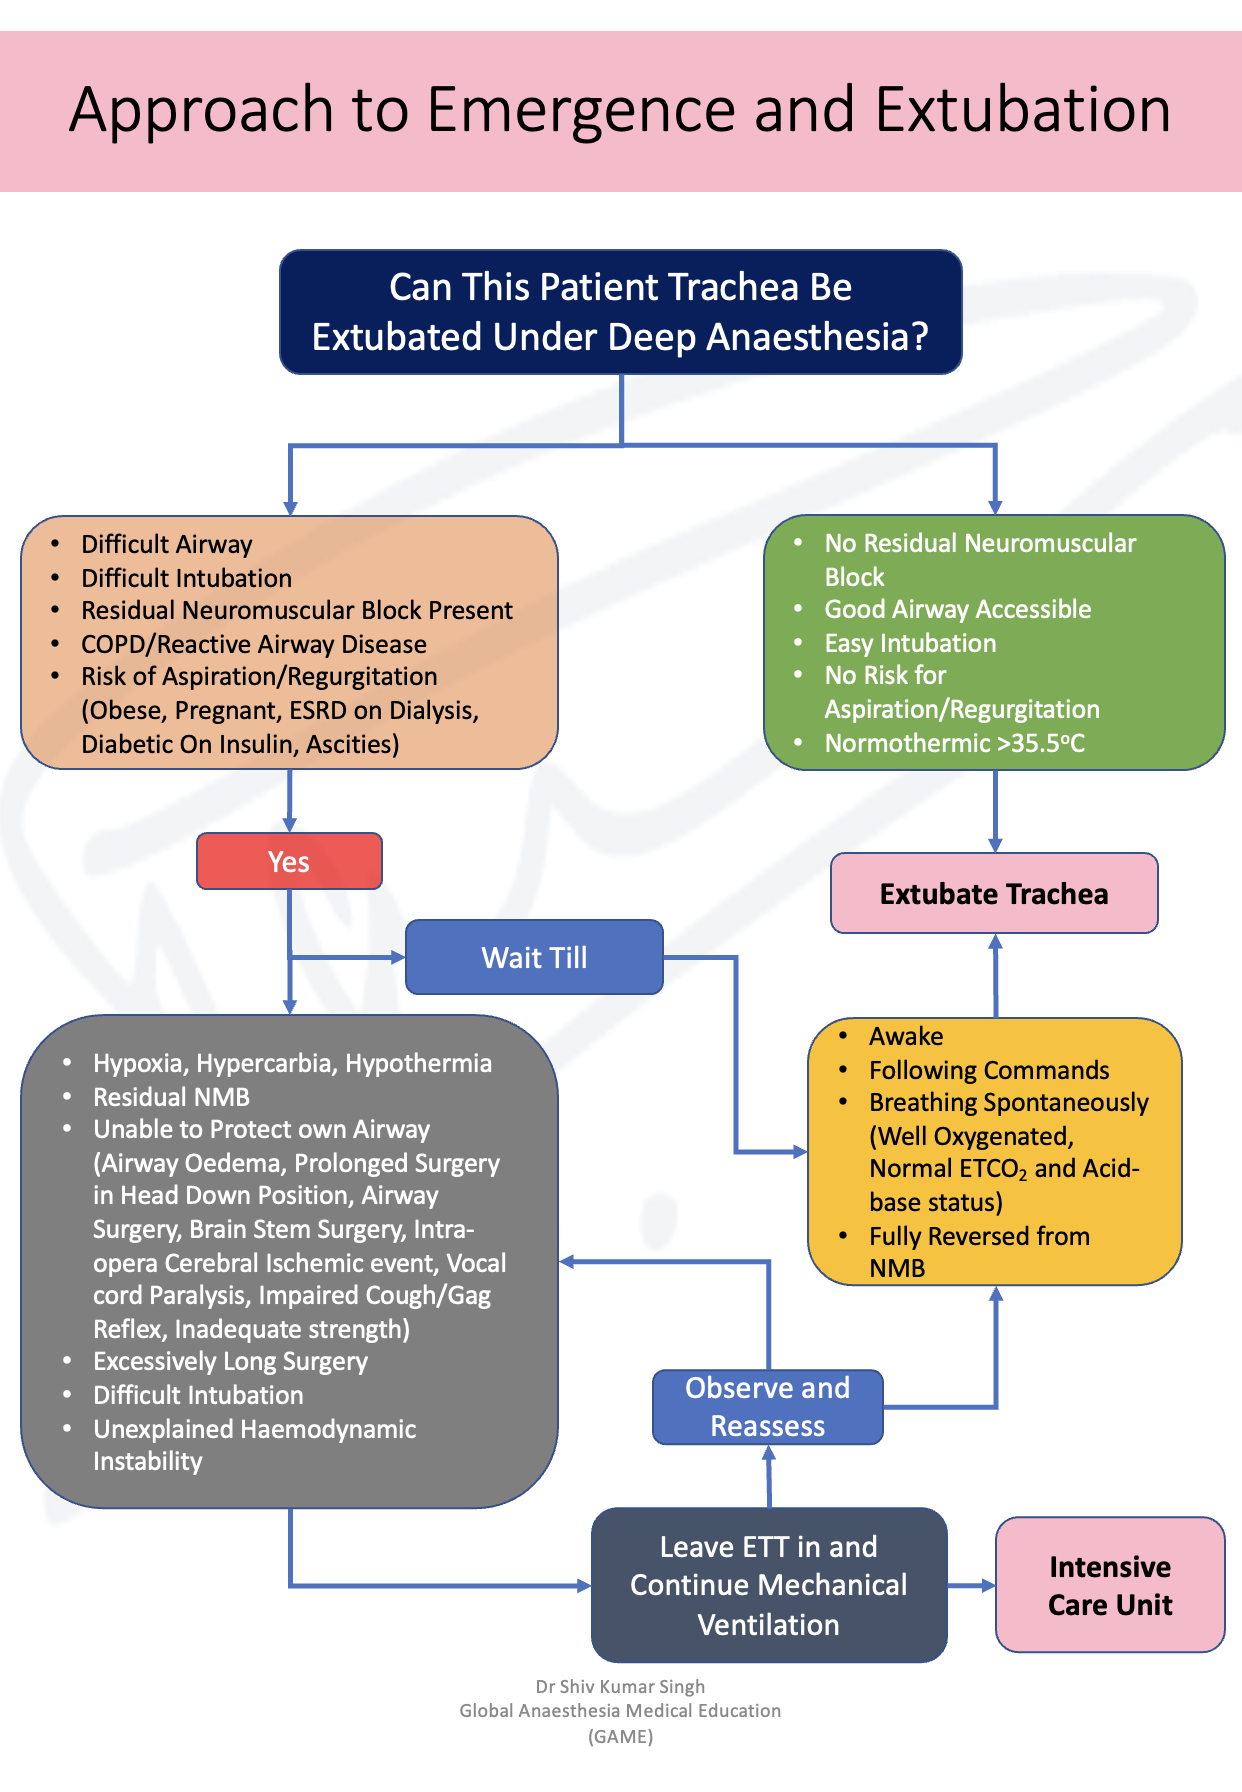 Approach to Emergence and Extubation
Can This Patient Trachea Be
Extubated Under Deep Anaesthesia?
• Difficult Airway
• Difficult Intubation
• Residual Neuromuscular Block Present
• COPD/Reactive Airway Disease
• Risk of Aspiration/Regurgitation
(Obese, Pregnant, ESRD on Dialysis,
Diabetic On Insulin, Ascities)
• No Residual Neuromuscular
Block
• Good Airway Accessible
• Easy Intubation
• No Risk for
Aspiration/Regurgitation
• Normothermic >35.5°C
Yes
Extubate Trachea
Wait Till
• Hypoxia, Hypercarbia, Hypothermia
• Residual NMB
• Unable to Protect own Airway
(Airway Oedema, Prolonged Surgery
in Head Down Position, Airway
Surgery, Brain Stem Surgery, Intra-
opera Cerebral Ischemic event, Vocal
cord Paralysis, Impaired Cough/Gag
Reflex, Inadequate strength)
• Excessively Long Surgery
• Difficult Intubation
• Unexplained Haemodynamic
Instability
• Awake
• Following Commands
• Breathing Spontaneously
(Well Oxygenated,
Normal ETCO₂ and Acid-
base status)
• Fully Reversed from
NMB
Observe and
Reassess
Leave ETT in and
Continue Mechanical
Ventilation
Intensive
Care Unit
Dr Shiv Kumar Singh
Global Anaesthesia Medical Education
(GAME)